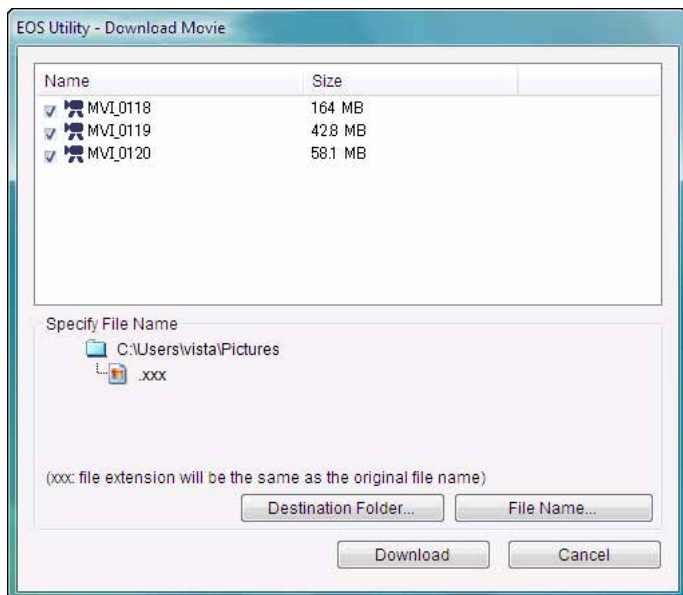 EOS Utility - Download Movie
Name Size
MVI_0118 164 MB
MVI_0119 42.8 MB
MVI_0120 58.1 MB
Specify File Name
C:\Users\vista\Pictures
.xxx
(xxx: file extension will be the same as the original file name)
Destination Folder... File Name...
Download Cancel